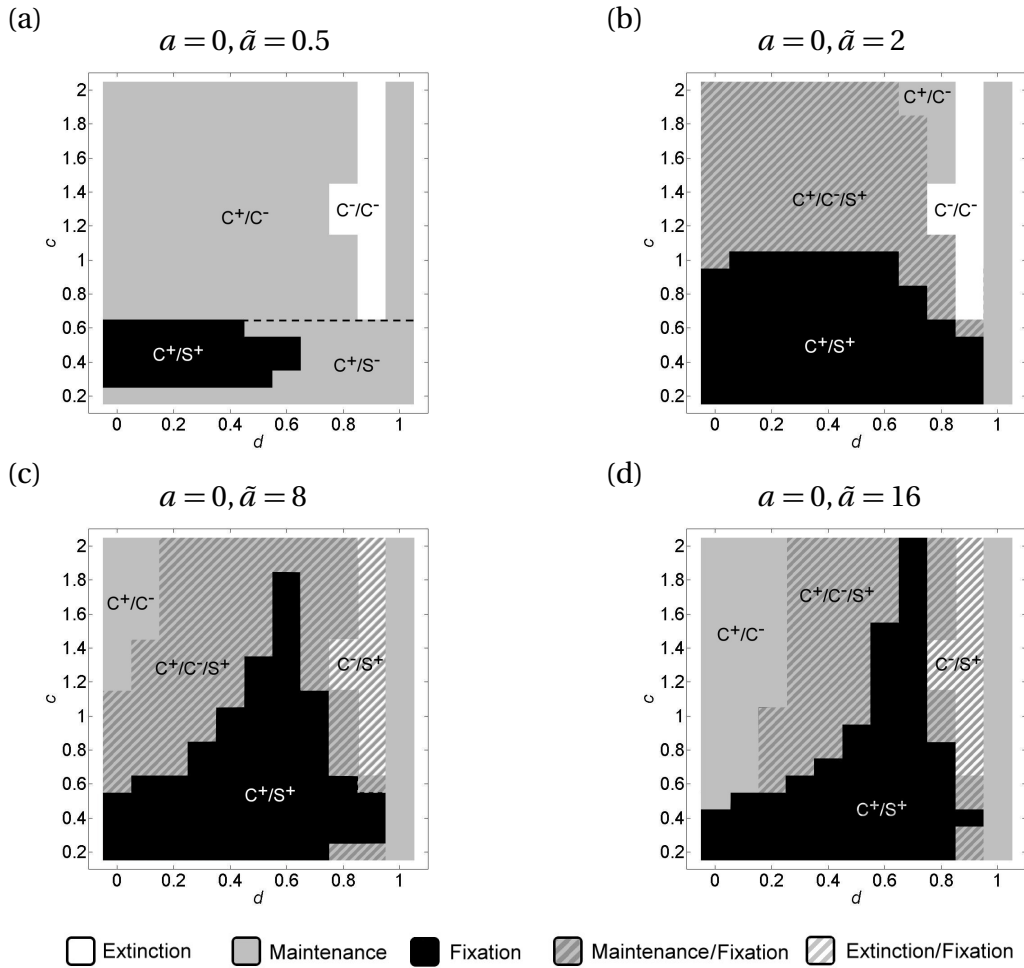 (a)
a = 0, ã = 0.5
2
1.8
1.6
1.4
1.2
1
0.8
0.6
0.4
0.2
c
C⁺/C⁻
C⁻/C⁻
C⁺/S⁺
C⁺/S⁻
0 0.2 0.4 0.6 0.8 1
d
(b)
a = 0, ã = 2
2
1.8
1.6
1.4
1.2
1
0.8
0.6
0.4
0.2
c
C⁺/C⁻
C⁺/C⁻/S⁺
C⁻/C⁻
C⁺/S⁺
0 0.2 0.4 0.6 0.8 1
d
(c)
a = 0, ã = 8
2
1.8
1.6
1.4
1.2
1
0.8
0.6
0.4
0.2
c
C⁺/C⁻
C⁺/C⁻/S⁺
C⁻/S⁺
C⁺/S⁺
0 0.2 0.4 0.6 0.8 1
d
(d)
a = 0, ã = 16
2
1.8
1.6
1.4
1.2
1
0.8
0.6
0.4
0.2
c
C⁺/C⁻/S⁺
C⁺/C⁻
C⁻/S⁺
C⁺/S⁺
0 0.2 0.4 0.6 0.8 1
d
Extinction Maintenance Fixation Maintenance/Fixation Extinction/Fixation